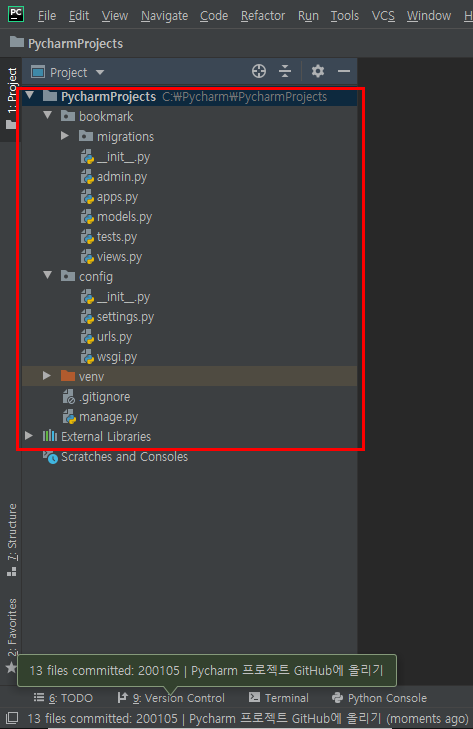 PC File Edit View Navigate Code Refactor Run Tools VCS Window H
PycharmProjects
1: Project
Project
PycharmProjects C:₩Pycharm₩PycharmProjects
bookmark
migrations
__init__.py
admin.py
apps.py
models.py
tests.py
views.py
config
__init__.py
settings.py
urls.py
wsgi.py
venv
.gitignore
manage.py
External Libraries
Scratches and Consoles
7: Structure
2: Favorites
13 files committed: 200105 | Pycharm 프로젝트 GitHub에 올리기
6: TODO 9: Version Control Terminal Python Console
13 files committed: 200105 | Pycharm 프로젝트 GitHub에 올리기 (moments ago)